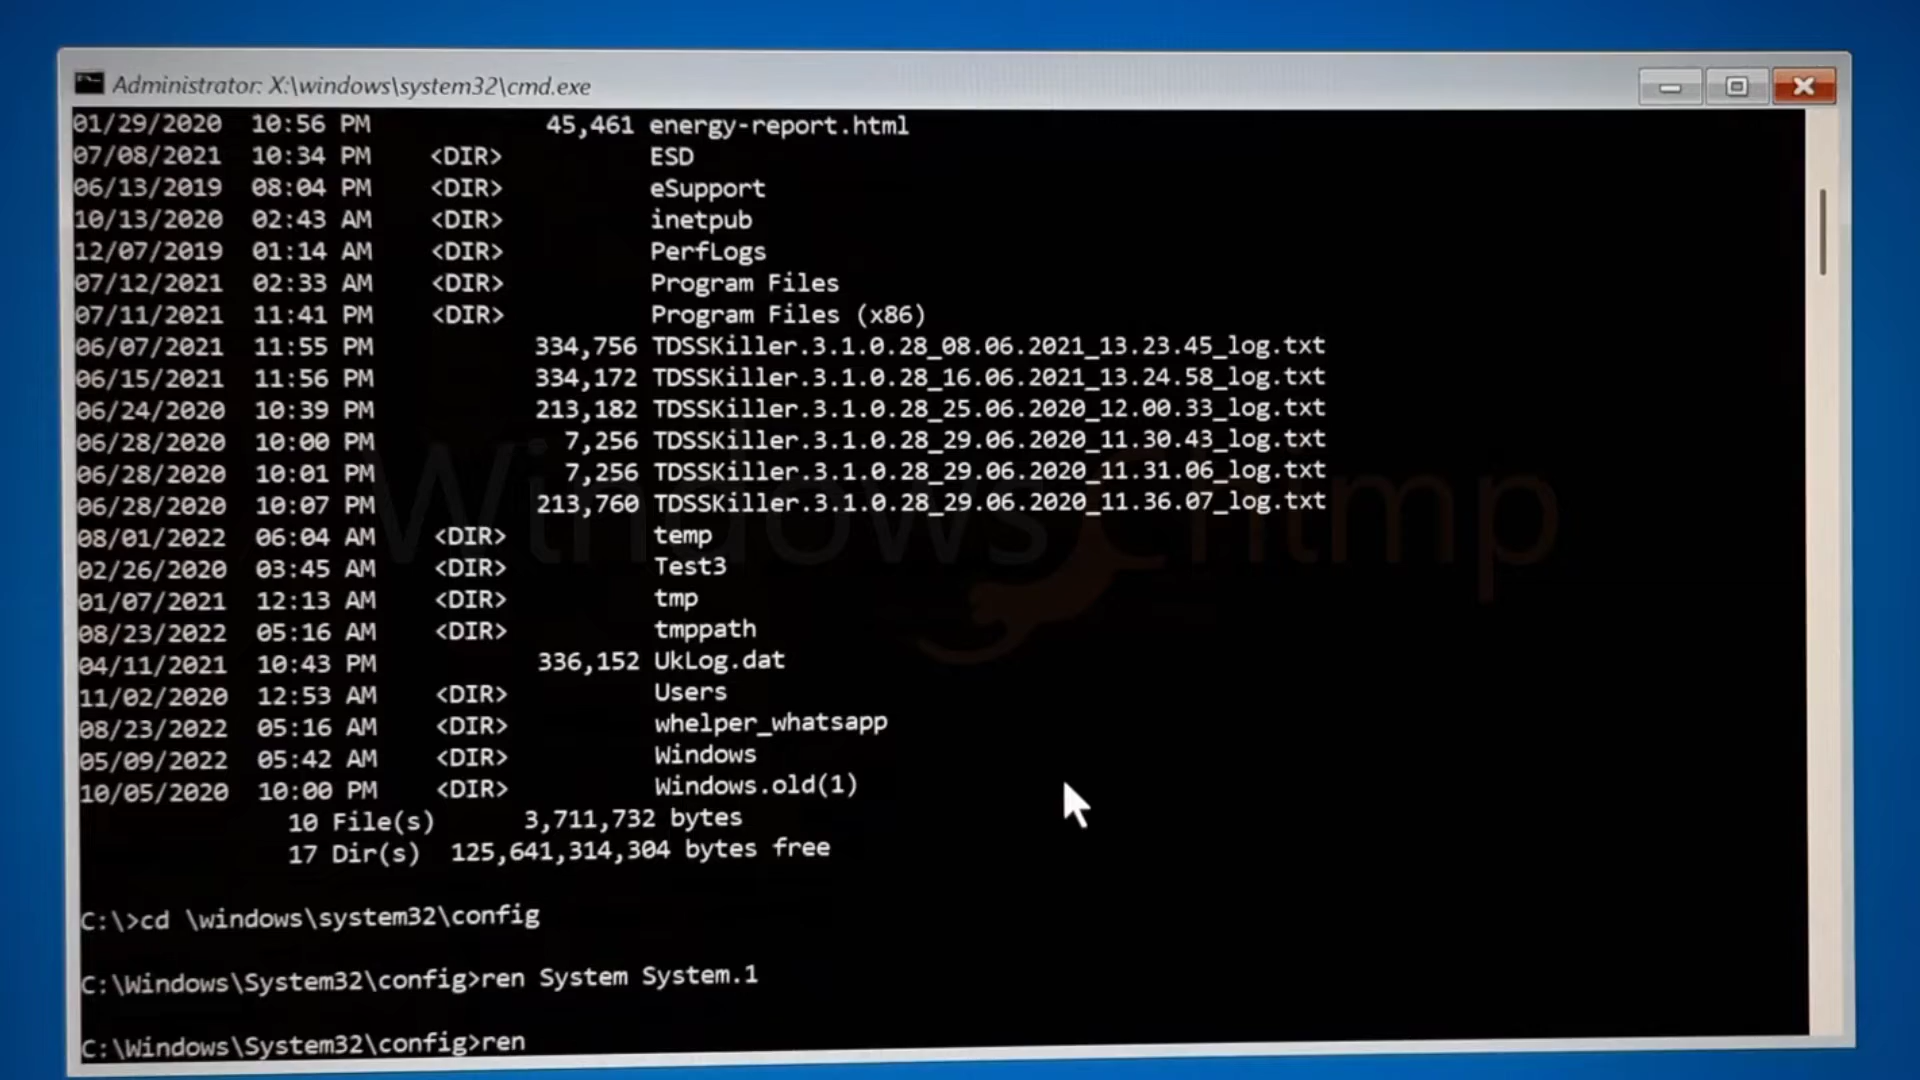 Administrator: X:\windows\system32\cmd.exe
01/29/2020 10:56 PM 45,461 energy-report.html
07/08/2021 10:34 PM <DIR> ESD
06/13/2019 08:04 PM <DIR> eSupport
10/13/2020 02:43 AM <DIR> inetpub
12/07/2019 01:14 AM <DIR> PerfLogs
07/12/2021 02:33 AM <DIR> Program Files
07/11/2021 11:41 PM <DIR> Program Files (x86)
06/07/2021 11:55 PM 334,756 TDSSKiller.3.1.0.28_08.06.2021_13.23.45_log.txt
06/15/2021 11:56 PM 334,172 TDSSKiller.3.1.0.28_16.06.2021_13.24.58_log.txt
06/24/2020 10:39 PM 213,182 TDSSKiller.3.1.0.28_25.06.2020_12.00.33_log.txt
06/28/2020 10:00 PM 7,256 TDSSKiller.3.1.0.28_29.06.2020_11.30.43_log.txt
06/28/2020 10:01 PM 7,256 TDSSKiller.3.1.0.28_29.06.2020_11.31.06_log.txt
06/28/2020 10:07 PM 213,760 TDSSKiller.3.1.0.28_29.06.2020_11.36.07_log.txt
Windows Chimp
08/01/2022 06:04 AM <DIR> temp
02/26/2020 03:45 AM <DIR> Test3
01/07/2021 12:13 AM <DIR> tmp
08/23/2022 05:16 AM <DIR> tmppath
04/11/2021 10:43 PM 336,152 UkLog.dat
11/02/2020 12:53 AM <DIR> Users
08/23/2022 05:16 AM <DIR> whelper_whatsapp
05/09/2022 05:42 AM <DIR> Windows
10/05/2020 10:00 PM <DIR> Windows.old(1)
10 File(s) 3,711,732 bytes
17 Dir(s) 125,641,314,304 bytes free
C:\>cd \windows\system32\config
C:\Windows\System32\config>ren System System.1
C:\Windows\System32\config>ren